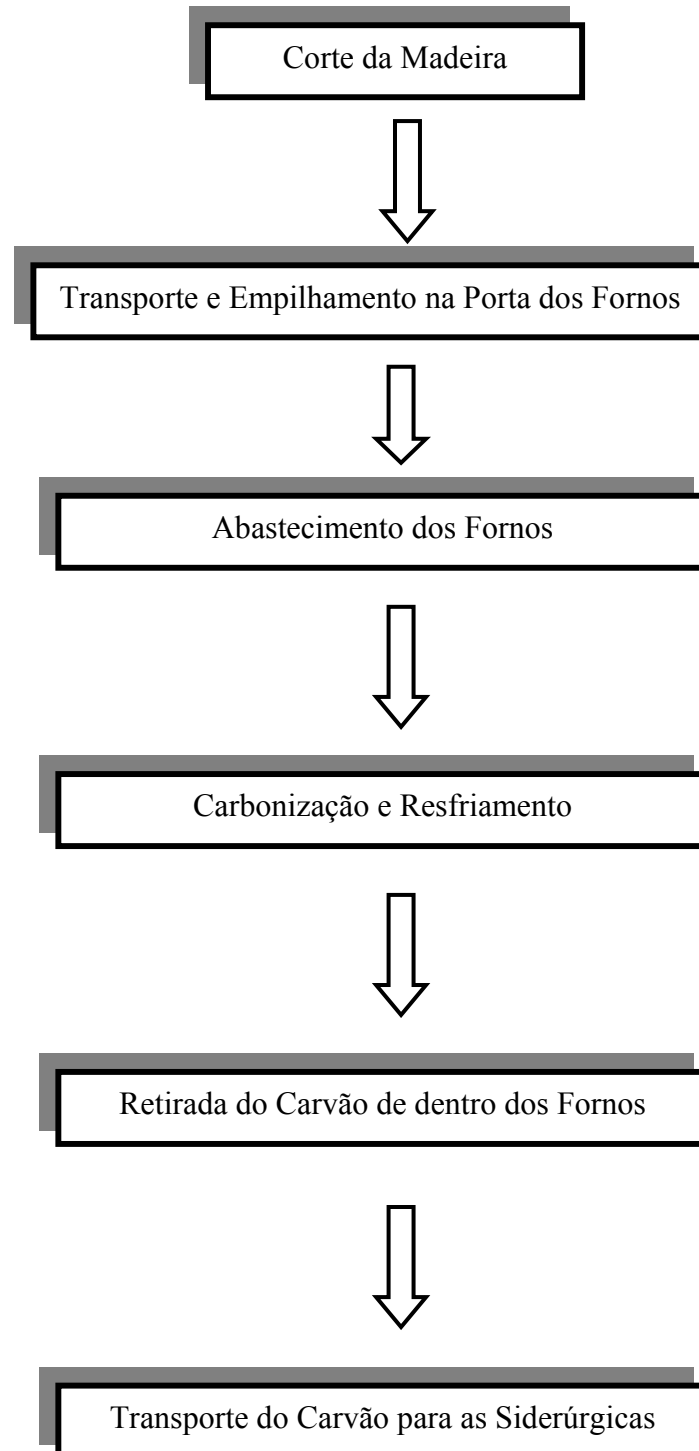 Corte da Madeira
Transporte e Empilhamento na Porta dos Fornos
Abastecimento dos Fornos
Carbonização e Resfriamento
Retirada do Carvão de dentro dos Fornos
Transporte do Carvão para as Siderúrgicas